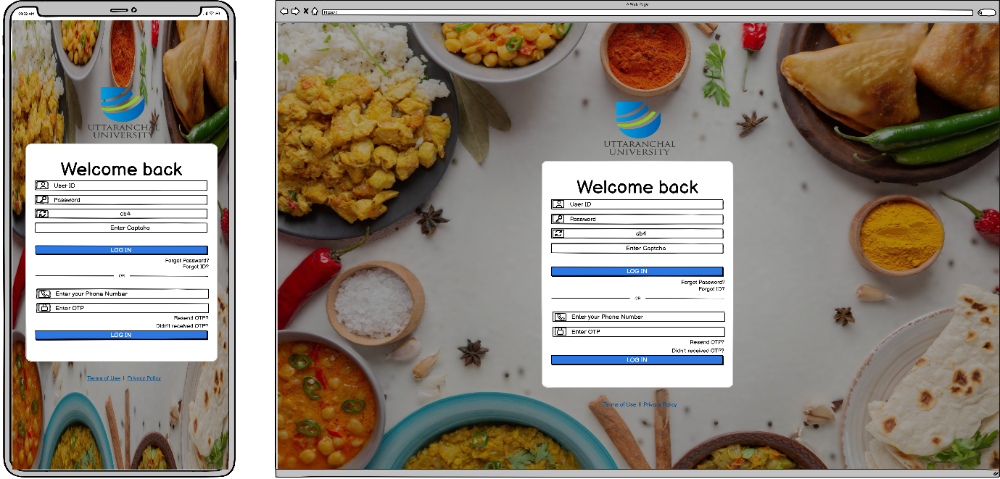 09:52 AM
UTTARANCHAL
UNIVERSITY
Welcome back
User ID
Password
cb4
Enter Captcha
LOG IN
Forgot Password?
Forgot ID?
OR
Enter your Phone Number
Enter OTP
Resend OTP?
Didn't received OTP?
LOG IN
Terms of Use | Privacy Policy
A Web Page
https://
UTTARANCHAL
UNIVERSITY
Welcome back
User ID
Password
cb4
Enter Captcha
LOG IN
Forgot Password?
Forgot ID?
OR
Enter your Phone Number
Enter OTP
Resend OTP?
Didn't received OTP?
LOG IN
Terms of Use | Privacy Policy